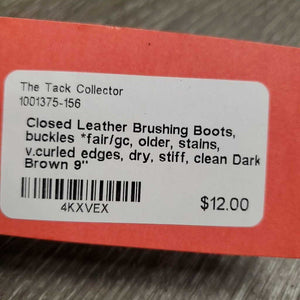 The Tack Collector
1001375-156
Closed Leather Brushing Boots,
buckles *fair/gc, older, stains,
v.curled edges, dry, stiff, clean Dark
Brown 9"
4KXVEX
$12.00